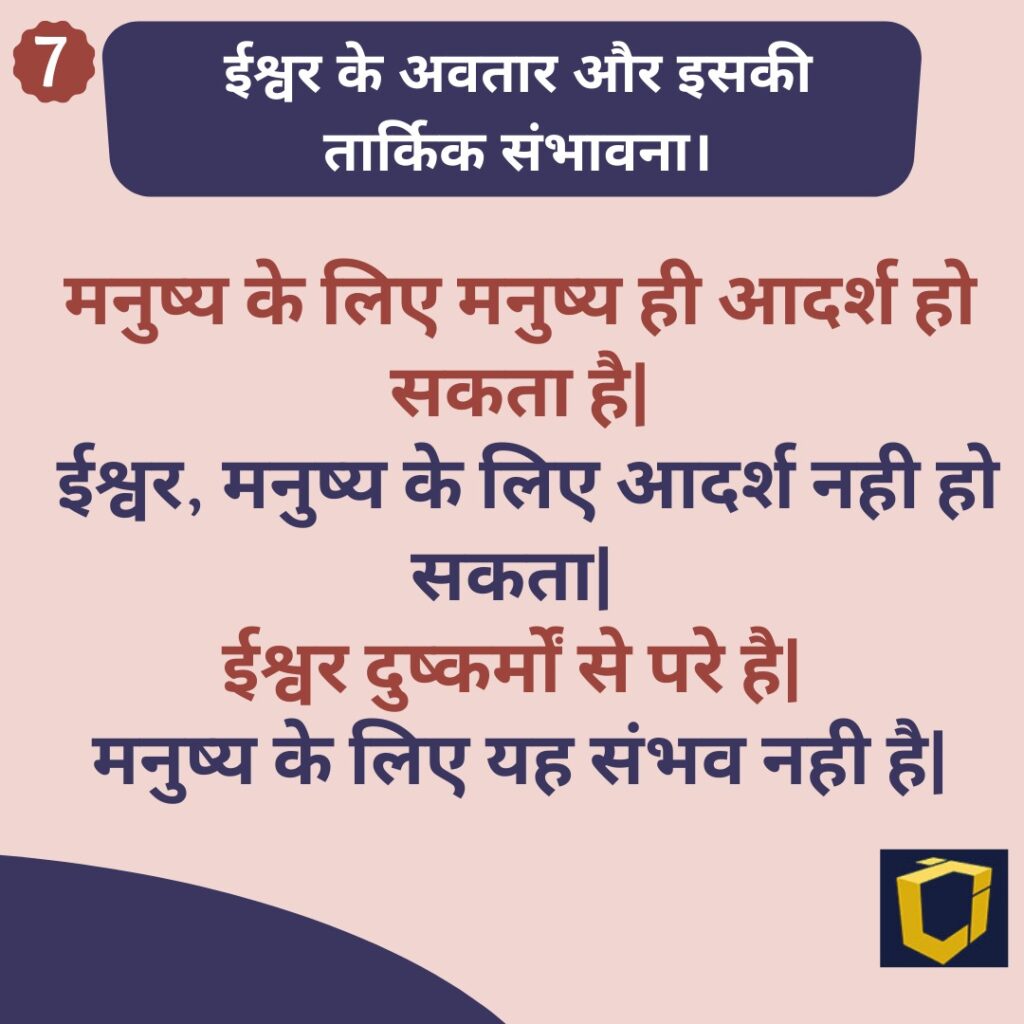 7
ईश्वर के अवतार और इसकी
तार्किक संभावना।
मनुष्य के लिए मनुष्य ही आदर्श हो
सकता है|
ईश्वर, मनुष्य के लिए आदर्श नही हो
सकता|
ईश्वर दुष्कर्मों से परे है|
मनुष्य के लिए यह संभव नही है|